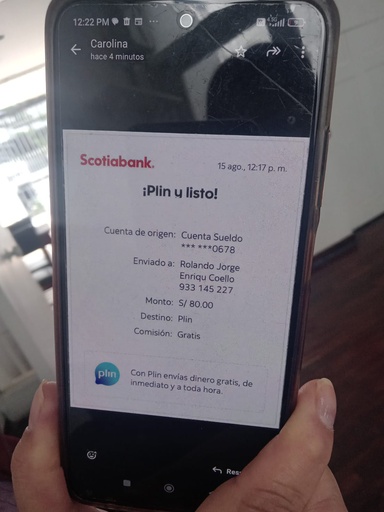 12:22 PM
Carolina
hace 4 minutos
Scotiabank.
15 ago., 12:17 p. m.
¡Plin y listo!
Cuenta de origen: Cuenta Sueldo
*** ***0678
Enviado a: Rolando Jorge
Enriqu Coello
933 145 227
Monto: S/ 80.00
Destino: Plin
Comisión: Gratis
plin
Con Plin envías dinero gratis, de
inmediato y a toda hora.